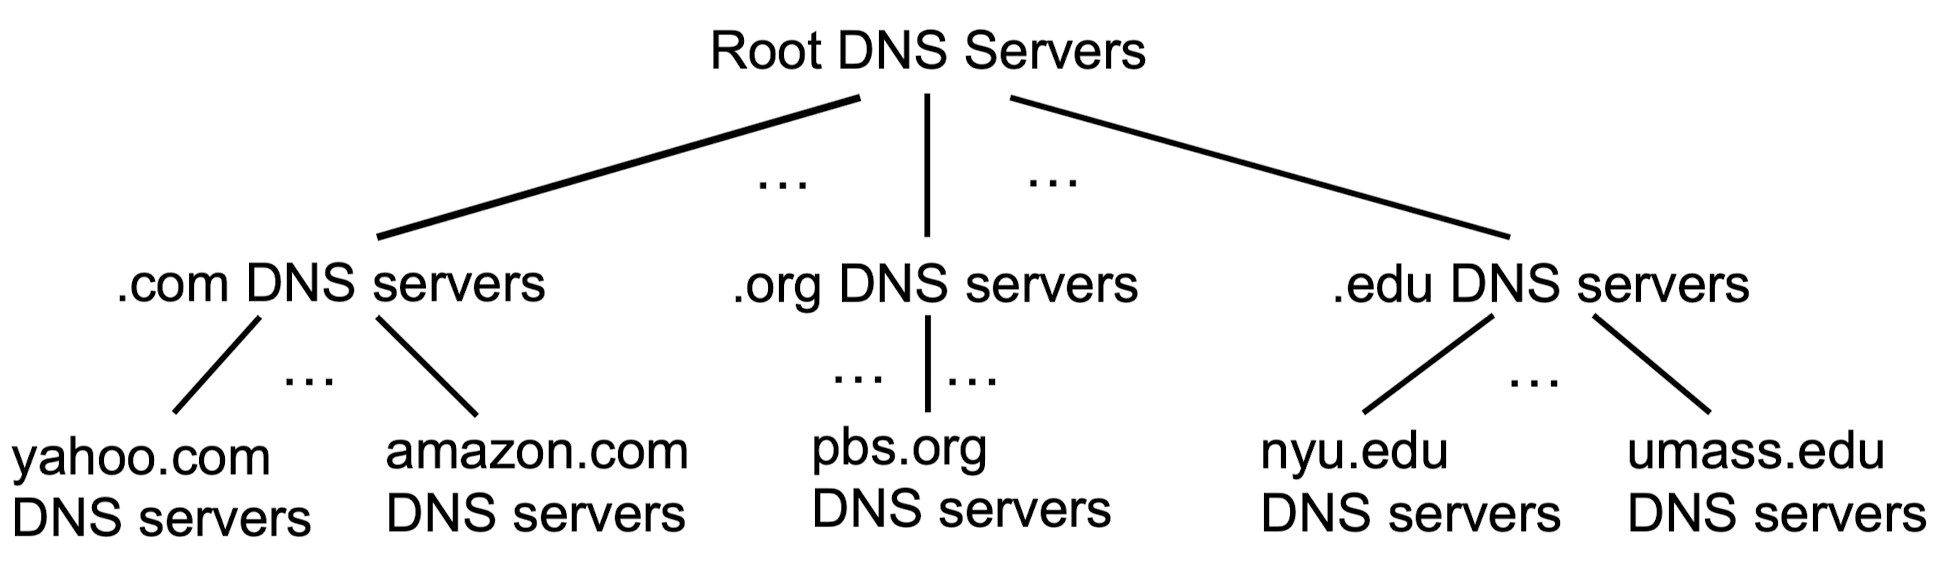 Root DNS Servers
... ...
.com DNS servers
.org DNS servers
.edu DNS servers
...
... ...
...
yahoo.com
DNS servers
amazon.com
DNS servers
pbs.org
DNS servers
nyu.edu
DNS servers
umass.edu
DNS servers